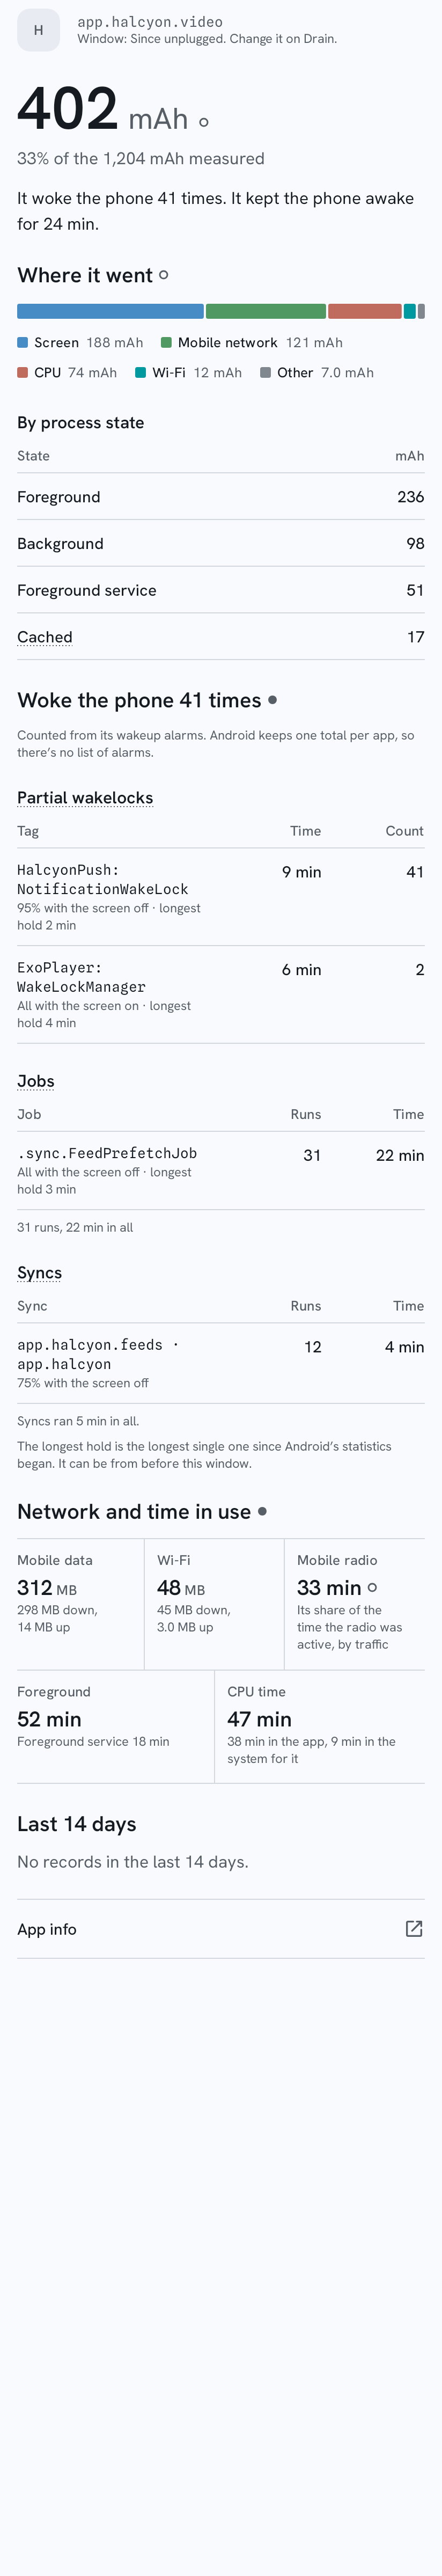 H
app.halcyon.video
Window: Since unplugged. Change it on Drain.
402 mAh
33% of the 1,204 mAh measured
It woke the phone 41 times. It kept the phone awake
for 24 min.
Where it went
Screen 188 mAh Mobile network 121 mAh
CPU 74 mAh Wi-Fi 12 mAh Other 7.0 mAh
By process state
State mAh
Foreground 236
Background 98
Foreground service 51
Cached 17
Woke the phone 41 times
Counted from its wakeup alarms. Android keeps one total per app, so
there’s no list of alarms.
Partial wakelocks
Tag Time Count
HalcyonPush: 9 min 41
NotificationWakeLock
95% with the screen off · longest
hold 2 min
ExoPlayer: 6 min 2
WakeLockManager
All with the screen on · longest
hold 4 min
Jobs
Job Runs Time
.sync.FeedPrefetchJob 31 22 min
All with the screen off · longest
hold 3 min
31 runs, 22 min in all
Syncs
Sync Runs Time
app.halcyon.feeds · 12 4 min
app.halcyon
75% with the screen off
Syncs ran 5 min in all.
The longest hold is the longest single one since Android’s statistics
began. It can be from before this window.
Network and time in use
Mobile data Wi-Fi Mobile radio
312 MB 48 MB 33 min
298 MB down, 45 MB down, Its share of the
14 MB up 3.0 MB up time the radio was
active, by traffic
Foreground CPU time
52 min 47 min
Foreground service 18 min 38 min in the app, 9 min in the
system for it
Last 14 days
No records in the last 14 days.
App info